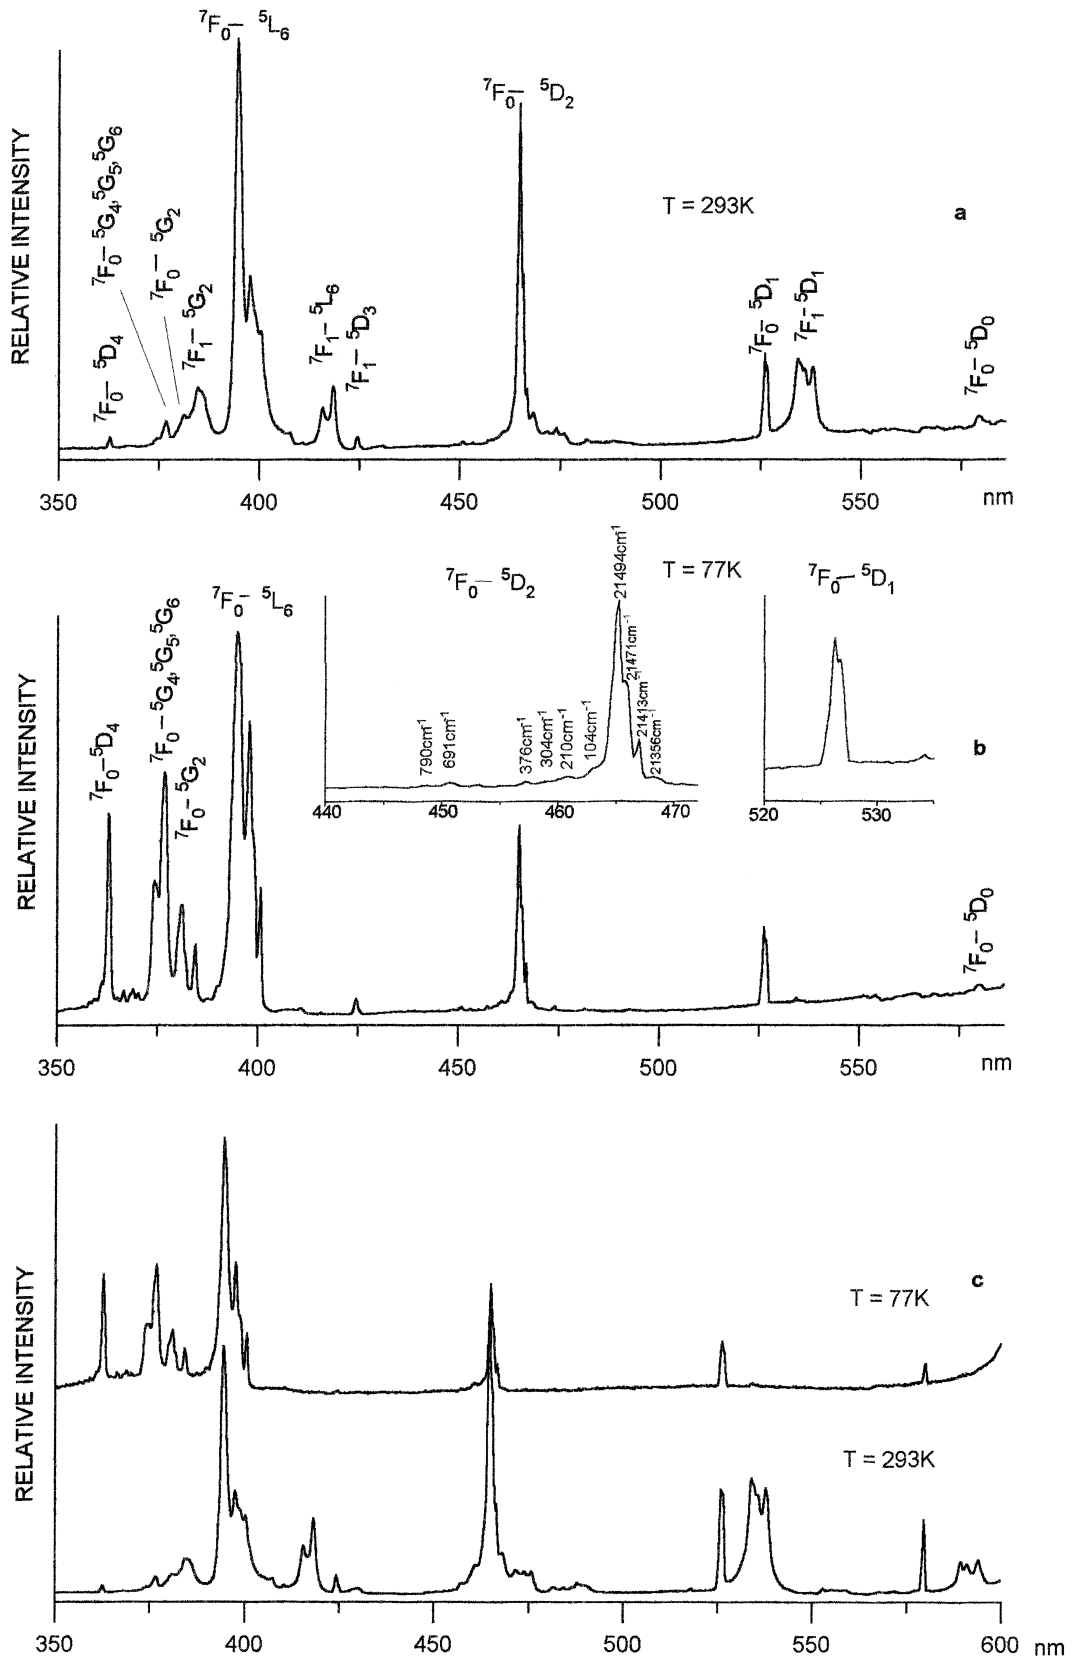 ⁷F₀— ⁵L₆
⁷F₀— ⁵D₂
RELATIVE INTENSITY
⁷F₀— ⁵D₄
⁷F₀— ⁵G₄,⁵G₅,⁵G₆
⁷F₀— ⁵G₂
⁷F₁— ⁵G₂
⁷F₁— ⁵L₆
⁷F₁— ⁵D₃
T = 293K
a
⁷F₀— ⁵D₁
⁷F₁— ⁵D₁
⁷F₀— ⁵D₀
350 400 450 500 550 nm
⁷F₀— ⁵D₂
T = 77K
⁷F₀— ⁵D₁
⁷F₀— ⁵L₆
RELATIVE INTENSITY
⁷F₀—⁵D₄
⁷F₀— ⁵G₄,⁵G₅,⁵G₆
⁷F₀— ⁵G₂
790cm⁻¹
691cm⁻¹
376cm⁻¹
304cm⁻¹
210cm⁻¹
104cm⁻¹
21494cm⁻¹
21471cm⁻¹
21413cm⁻¹
21356cm⁻¹
b
440 450 460 472
520 530
⁷F₀— ⁵D₀
350 400 450 500 550 nm
RELATIVE INTENSITY
c
T = 77K
T = 293K
350 400 450 500 550 600 nm